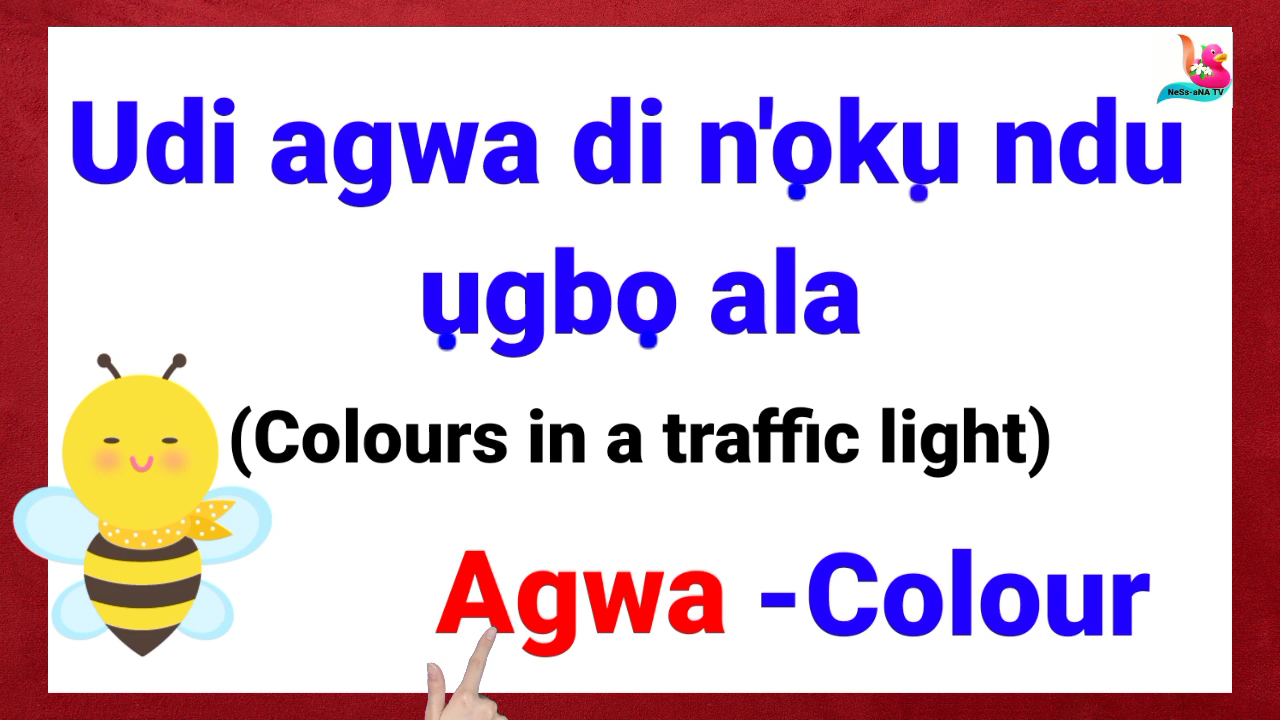 NeSs-aNA TV
Udi agwa di n'ọkụ ndu
ụgbọ ala
(Colours in a traffic light)
Agwa -Colour